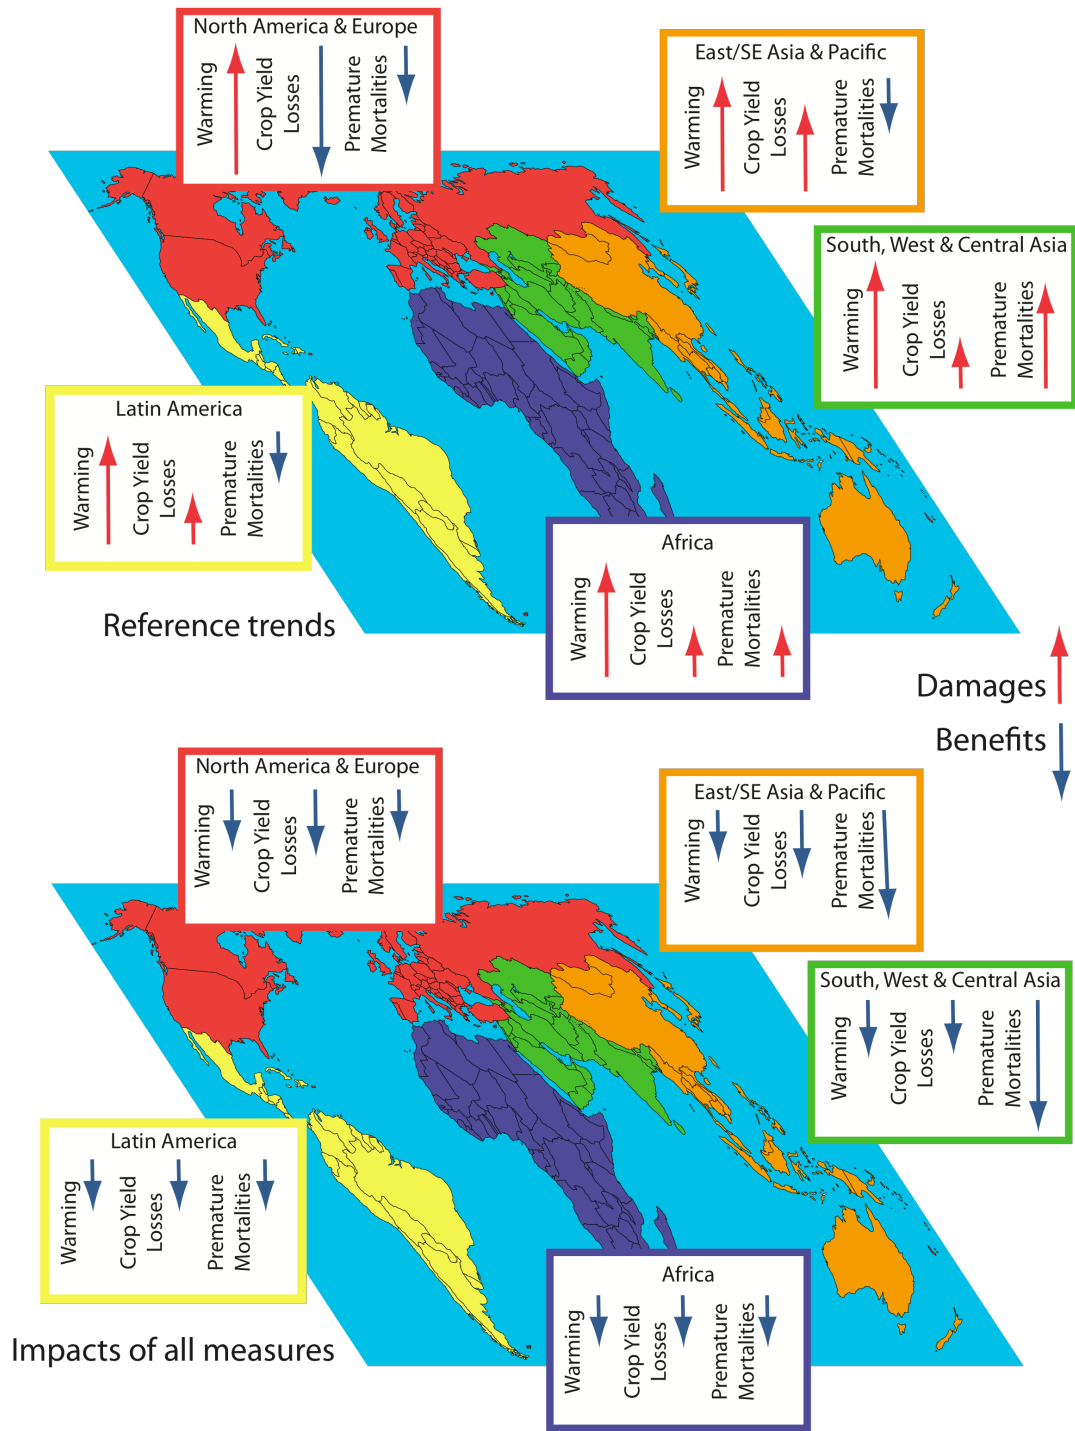 North America & Europe
Warming
Crop Yield
Losses
Premature
Mortalities
East/SE Asia & Pacific
Warming
Crop Yield
Losses
Premature
Mortalities
South, West & Central Asia
Warming
Crop Yield
Losses
Premature
Mortalities
Latin America
Warming
Crop Yield
Losses
Premature
Mortalities
Africa
Warming
Crop Yield
Losses
Premature
Mortalities
Reference trends
Damages
Benefits
North America & Europe
Warming
Crop Yield
Losses
Premature
Mortalities
East/SE Asia & Pacific
Warming
Crop Yield
Losses
Premature
Mortalities
South, West & Central Asia
Warming
Crop Yield
Losses
Premature
Mortalities
Latin America
Warming
Crop Yield
Losses
Premature
Mortalities
Africa
Warming
Crop Yield
Losses
Premature
Mortalities
Impacts of all measures